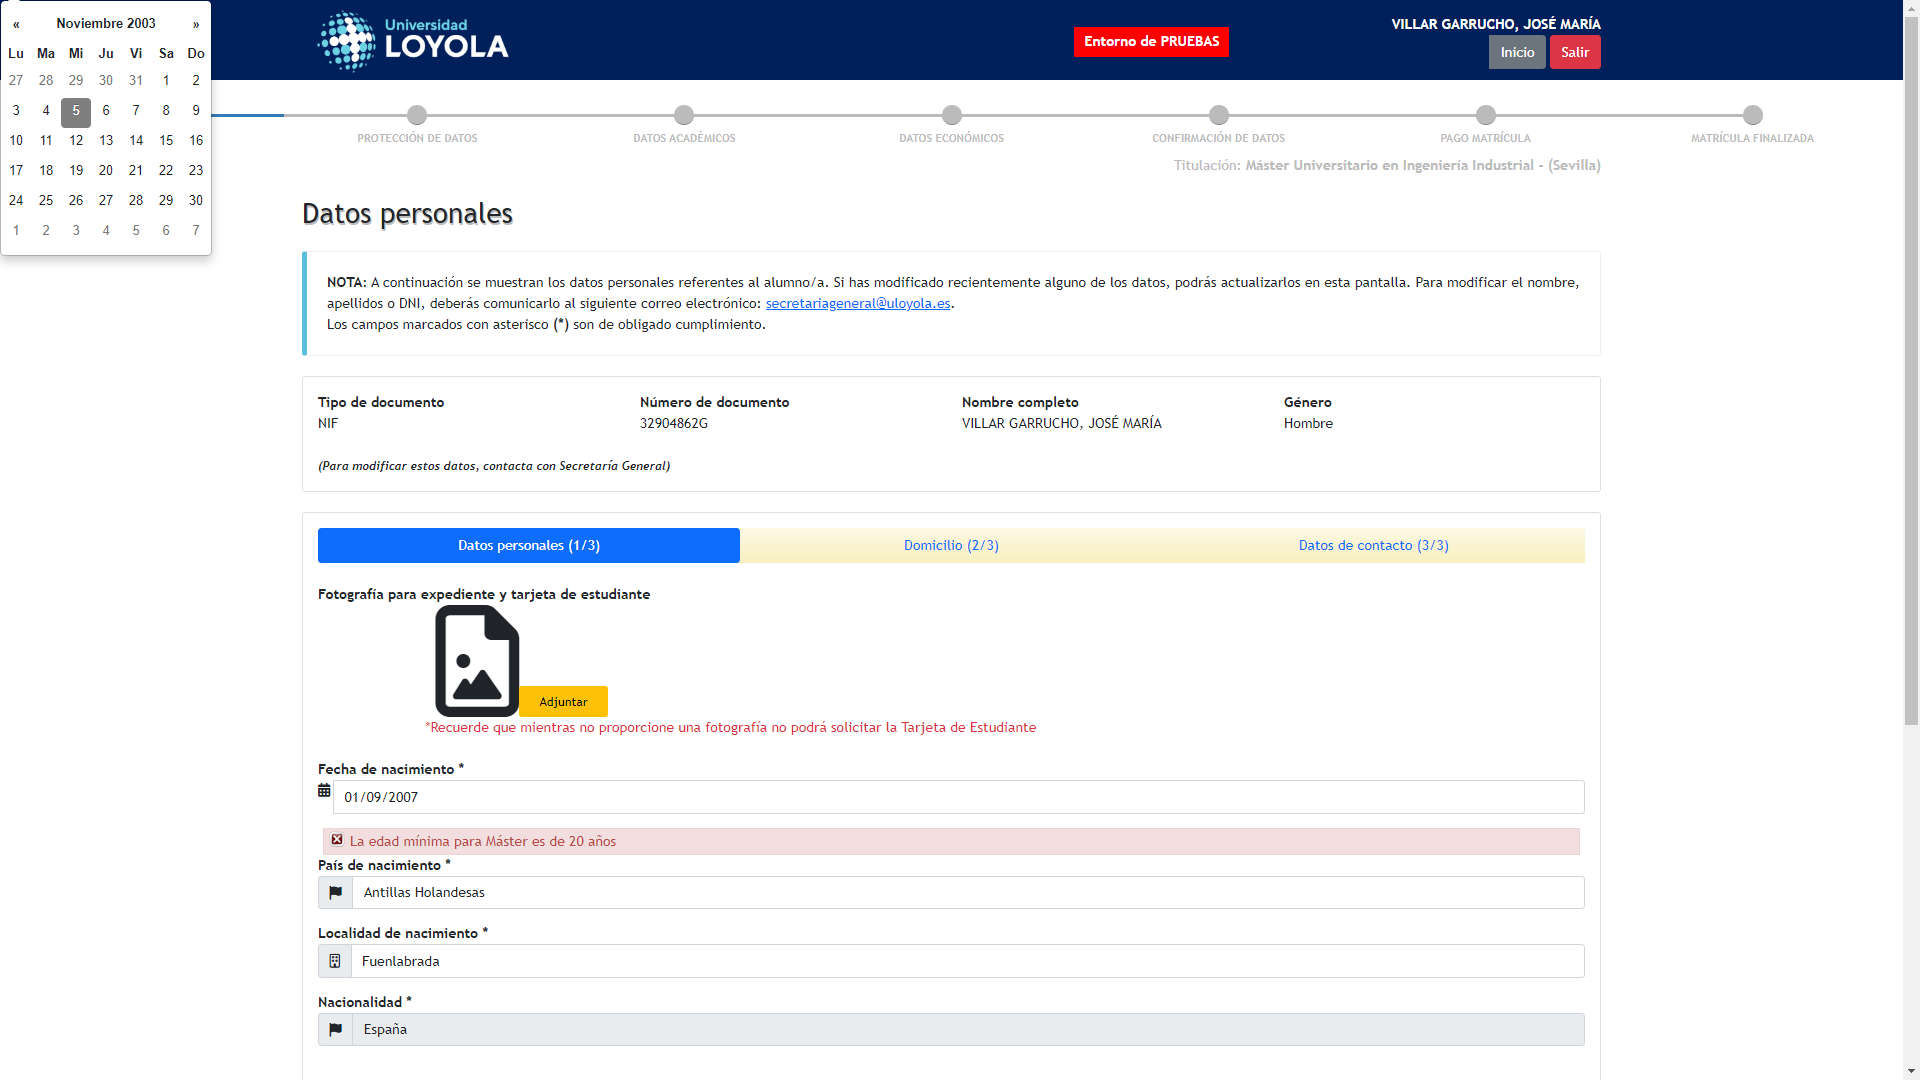 « Noviembre 2003 »
Lu Ma Mi Ju Vi Sa Do
27 28 29 30 31 1 2
3 4 5 6 7 8 9
10 11 12 13 14 15 16
17 18 19 20 21 22 23
24 25 26 27 28 29 30
1 2 3 4 5 6 7
Universidad
LOYOLA
Entorno de PRUEBAS
VILLAR GARRUCHO, JOSÉ MARÍA
Inicio Salir
PROTECCIÓN DE DATOS DATOS ACADÉMICOS DATOS ECONÓMICOS CONFIRMACIÓN DE DATOS PAGO MATRÍCULA MATRÍCULA FINALIZADA
Titulación: Máster Universitario en Ingeniería Industrial - (Sevilla)
Datos personales
NOTA: A continuación se muestran los datos personales referentes al alumno/a. Si has modificado recientemente alguno de los datos, podrás actualizarlos en esta pantalla. Para modificar el nombre,
apellidos o DNI, deberás comunicarlo al siguiente correo electrónico: secretariageneral@uloyola.es.
Los campos marcados con asterisco (*) son de obligado cumplimiento.
Tipo de documento Número de documento Nombre completo Género
NIF 32904862G VILLAR GARRUCHO, JOSÉ MARÍA Hombre
(Para modificar estos datos, contacta con Secretaría General)
Datos personales (1/3) Domicilio (2/3) Datos de contacto (3/3)
Fotografía para expediente y tarjeta de estudiante
Adjuntar
*Recuerde que mientras no proporcione una fotografía no podrá solicitar la Tarjeta de Estudiante
Fecha de nacimiento *
01/09/2007
La edad mínima para Máster es de 20 años
País de nacimiento *
Antillas Holandesas
Localidad de nacimiento *
Fuenlabrada
Nacionalidad *
España